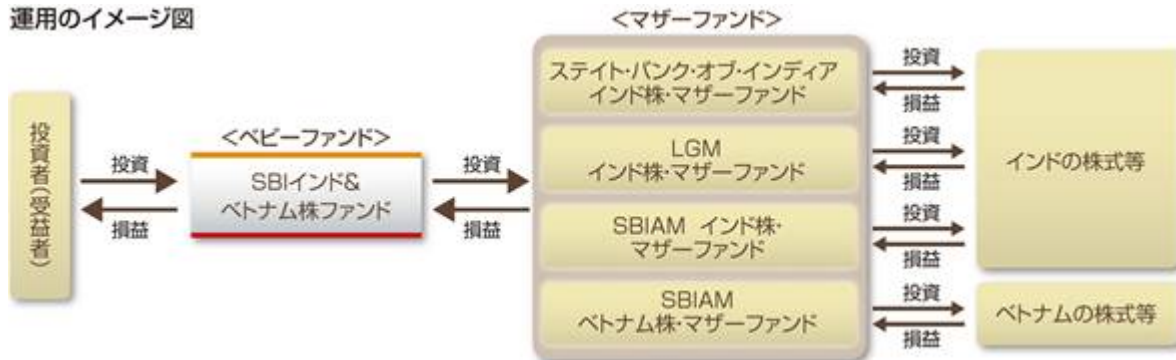 運用のイメージ図
<マザーファンド>
ステイト・バンク・オブ・インディア
インド株・マザーファンド
投資
損益
投資者(受益者)
投資
損益
<ベビーファンド>
SBIインド&
ベトナム株ファンド
投資
損益
LGM
インド株・マザーファンド
投資
損益
インドの株式等
SBIAM インド株・
マザーファンド
投資
損益
SBIAM
ベトナム株・マザーファンド
投資
損益
ベトナムの株式等